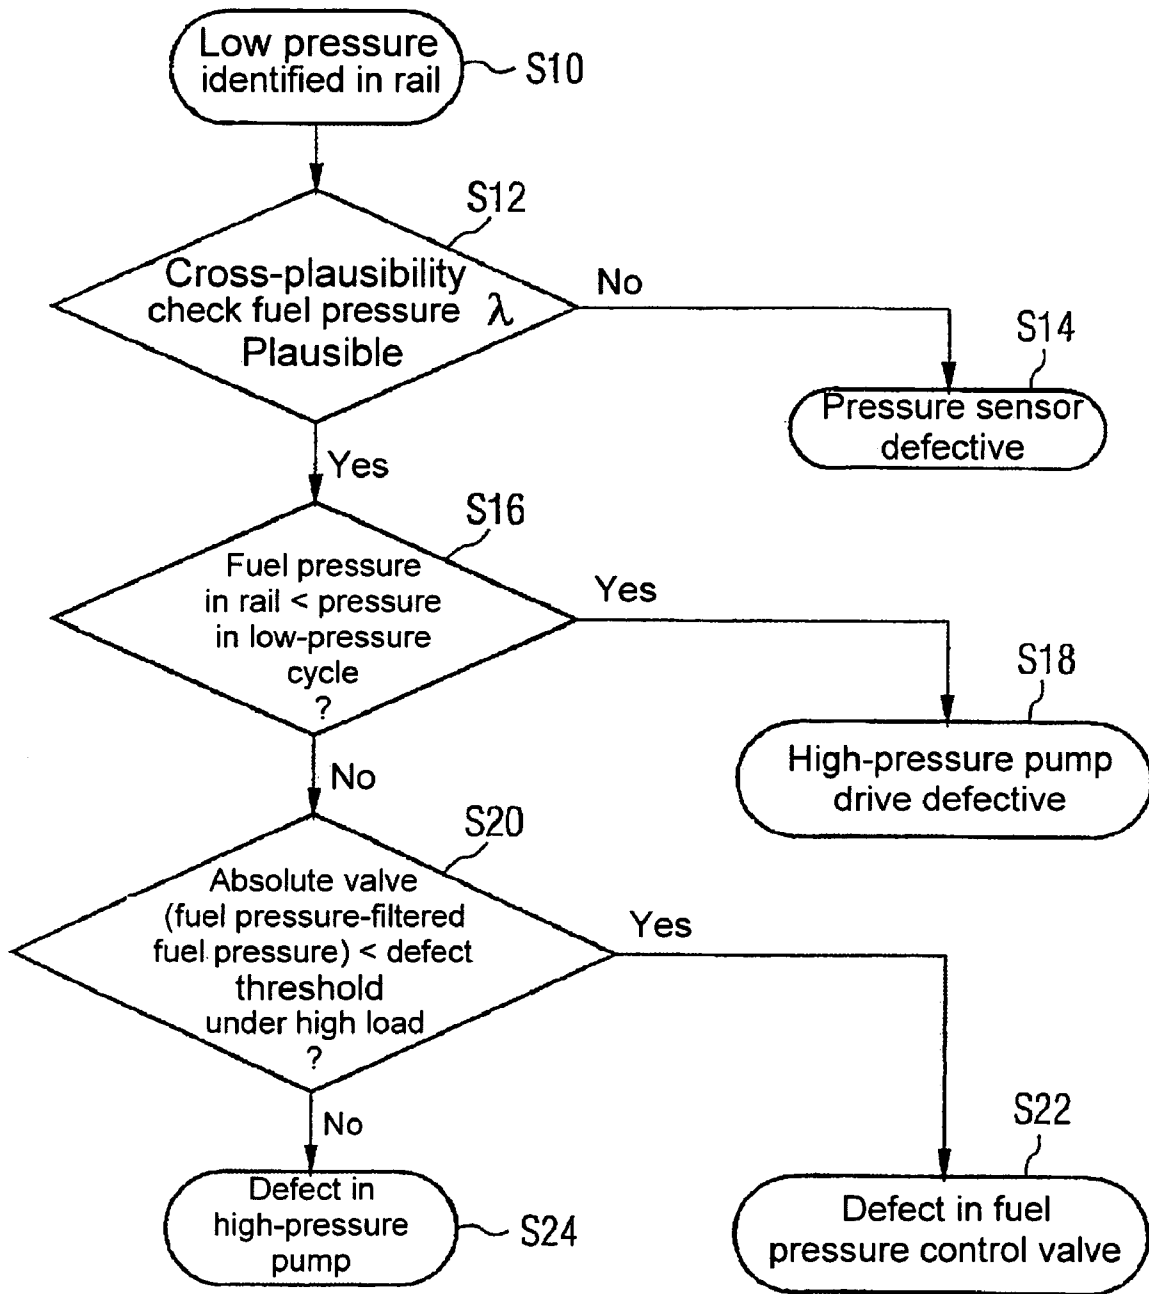 Low pressure
identified in rail
S10
S12
Cross-plausibility
check fuel pressure λ
Plausible
No
S14
Pressure sensor
defective
Yes
S16
Fuel pressure
in rail < pressure
in low-pressure
cycle
?
Yes
S18
High-pressure pump
drive defective
No
S20
Absolute valve
(fuel pressure-filtered
fuel pressure) < defect
threshold
under high load
?
Yes
S22
Defect in fuel
pressure control valve
No
Defect in
high-pressure
pump
S24